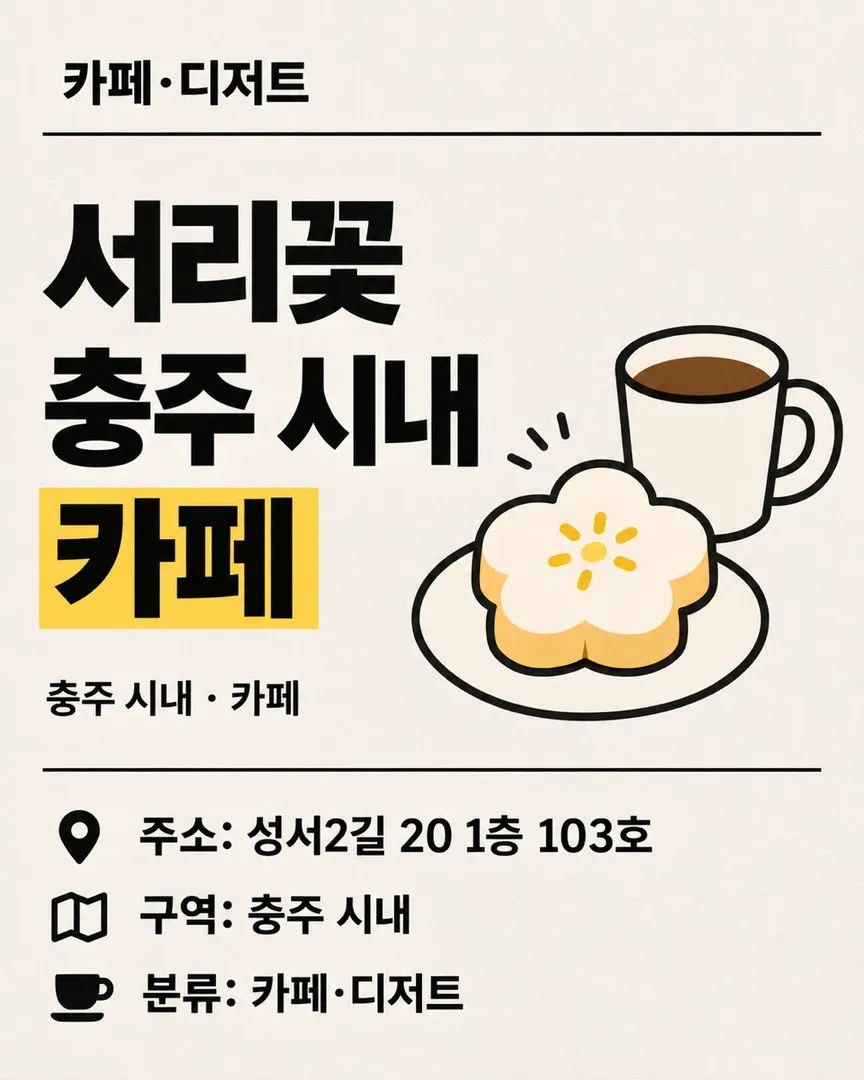 카페·디저트
서리꽃
충주 시내
카페
충주 시내 · 카페
주소: 성서2길 20 1층 103호
구역: 충주 시내
분류: 카페·디저트